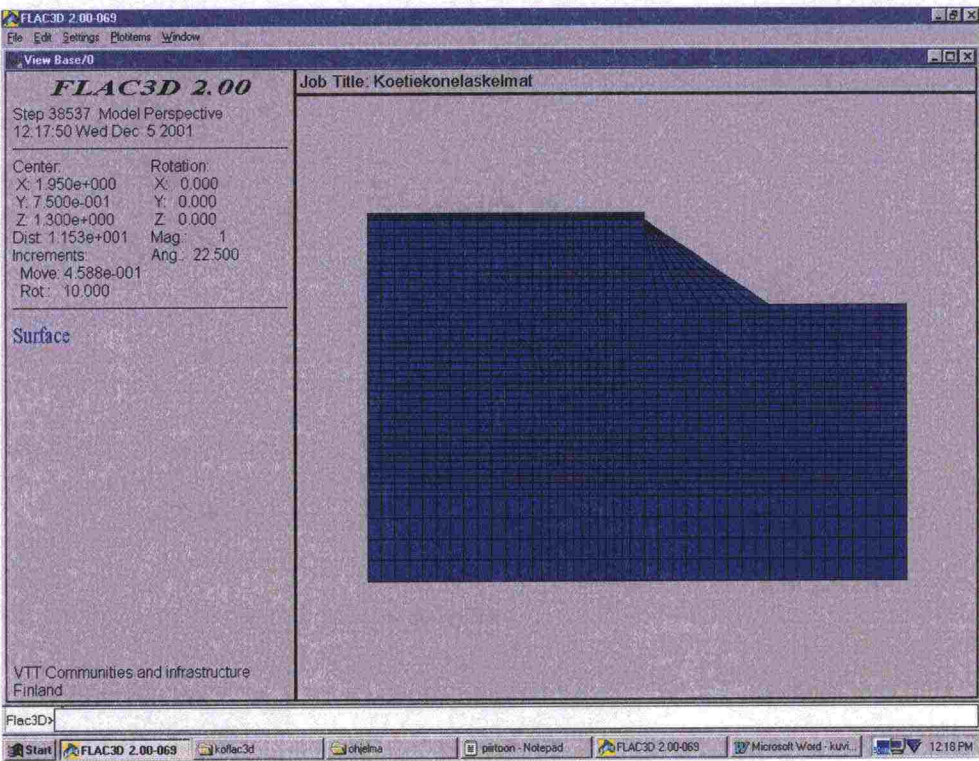 FLAC3D 2.00-069
File Edit Settings Plotitems Window
View Base/0
FLAC3D 2.00
Job Title: Koetiekonelaskelmat
Step 38537 Model Perspective
12:17:50 Wed Dec 5 2001
Center: Rotation:
X: 1.950e+000 X: 0.000
Y: 7.500e-001 Y: 0.000
Z: 1.300e+000 Z: 0.000
Dist: 1.153e+001 Mag.: 1
Increments: Ang.: 22.500
Move: 4.588e-001
Rot.: 10.000
Surface
VTT Communities and infrastructure
Finland
Flac3D>
Start FLAC3D 2.00-069 koflac3d ohjelma piirtoon - Notepad FLAC3D 2.00-069 Microsoft Word - kuvi... 12:18 PM